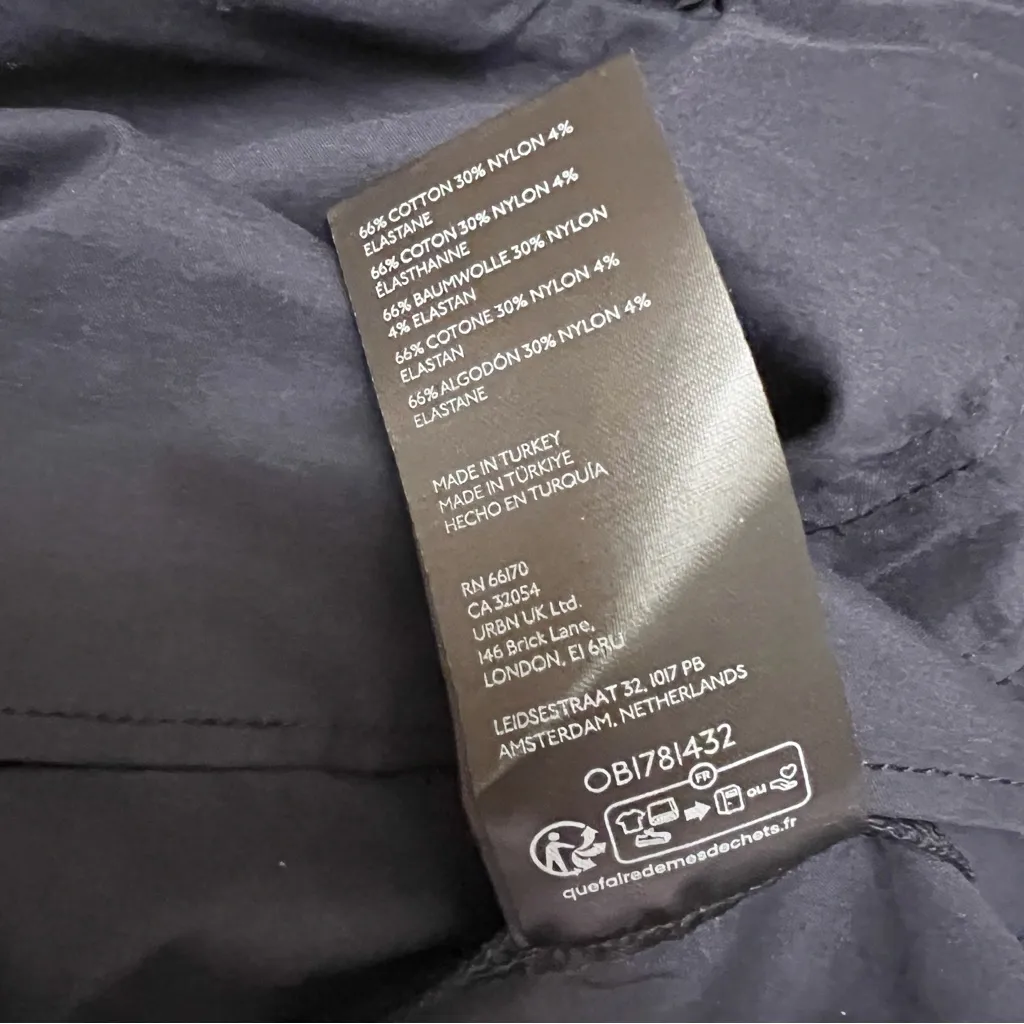 66% COTTON 30% NYLON 4%
ELASTANE
66% COTON 30% NYLON 4%
ÉLASTHANNE
66% BAUMWOLLE 30% NYLON
4% ELASTAN
66% COTONE 30% NYLON 4%
ELASTAN
66% ALGODÓN 30% NYLON 4%
ELASTANE
MADE IN TURKEY
MADE IN TÜRKIYE
HECHO EN TURQUÍA
RN 66170
CA 32054
URBN UK Ltd.
146 Brick Lane,
LONDON, E1 6RU
LEIDSESTRAAT 32, 1017 PB
AMSTERDAM, NETHERLANDS
OB1781432
FR
ou
quefairedemesdechets.fr